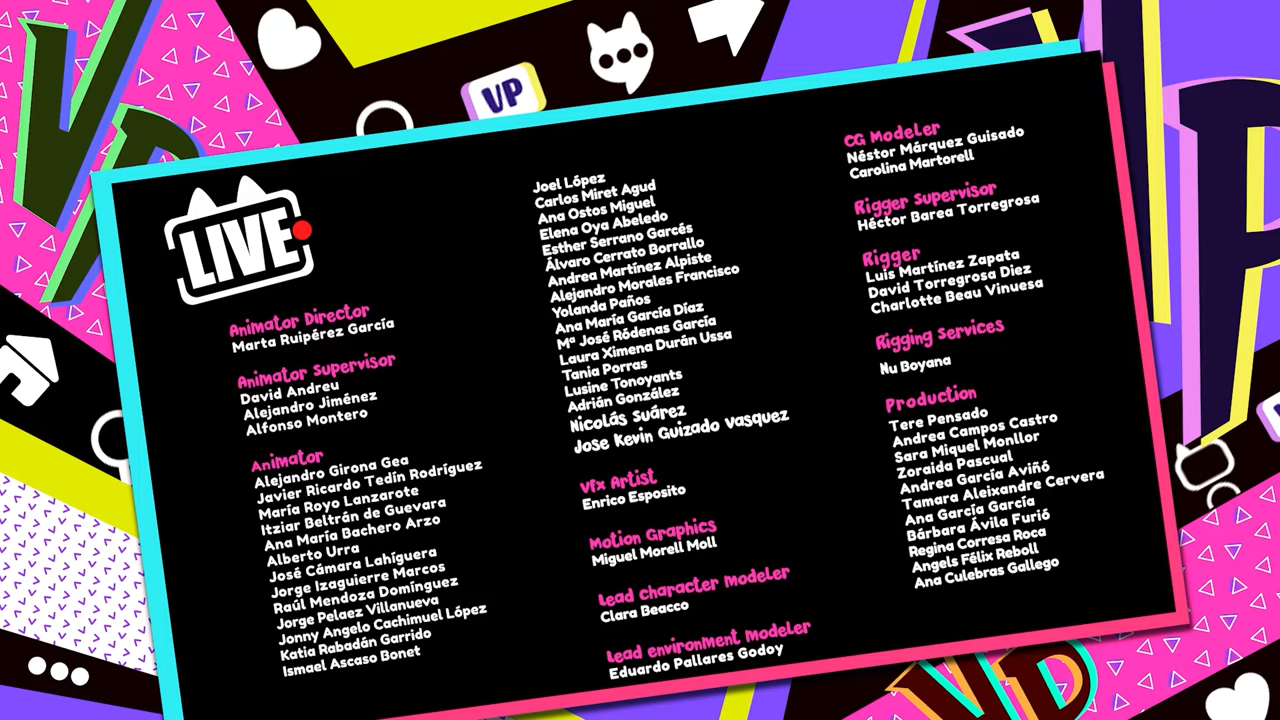 VP
VP
LIVE
Animator Director
Marta Ruipérez García
Animator Supervisor
David Andreu
Alejandro Jiménez
Alfonso Montero
Animator
Alejandro Girona Gea
Javier Ricardo Tedín Rodríguez
María Royo Lanzarote
Itziar Beltrán de Guevara
Ana María Bachero Arzo
Alberto Urra
José Cámara Lahíguera
Jorge Izaguierre Marcos
Raúl Mendoza Domínguez
Jorge Pelaez Villanueva
Jonny Angelo Cachimuel López
Katia Rabadán Garrido
Ismael Ascaso Bonet
Joel López
Carlos Miret Agud
Ana Ostos Miguel
Elena Oya Abeledo
Esther Serrano Garcés
Álvaro Cerrato Borrallo
Andrea Martínez Alpiste
Alejandro Morales Francisco
Yolanda Paños
Ana María García Díaz
Mª José Ródenas García
Laura Ximena Durán Ussa
Tania Porras
Lusine Tonoyants
Adrián González
Nicolás Suárez
Jose Kevin Guizado Vasquez
Vfx Artist
Enrico Esposito
Motion Graphics
Miguel Morell Moll
Lead character modeler
Clara Beacco
Lead environment modeler
Eduardo Pallares Godoy
CG Modeler
Néstor Márquez Guisado
Carolina Martorell
Rigger Supervisor
Héctor Barea Torregrosa
Rigger
Luis Martínez Zapata
David Torregrosa Diez
Charlotte Beau Vinuesa
Rigging Services
Nu Boyana
Production
Tere Pensado
Andrea Campos Castro
Sara Miquel Monllor
Zoraida Pascual
Andrea García Aviñó
Tamara Aleixandre Cervera
Ana García García
Bárbara Ávila Furió
Regina Corresa Roca
Angels Félix Reboll
Ana Culebras Gallego
VP